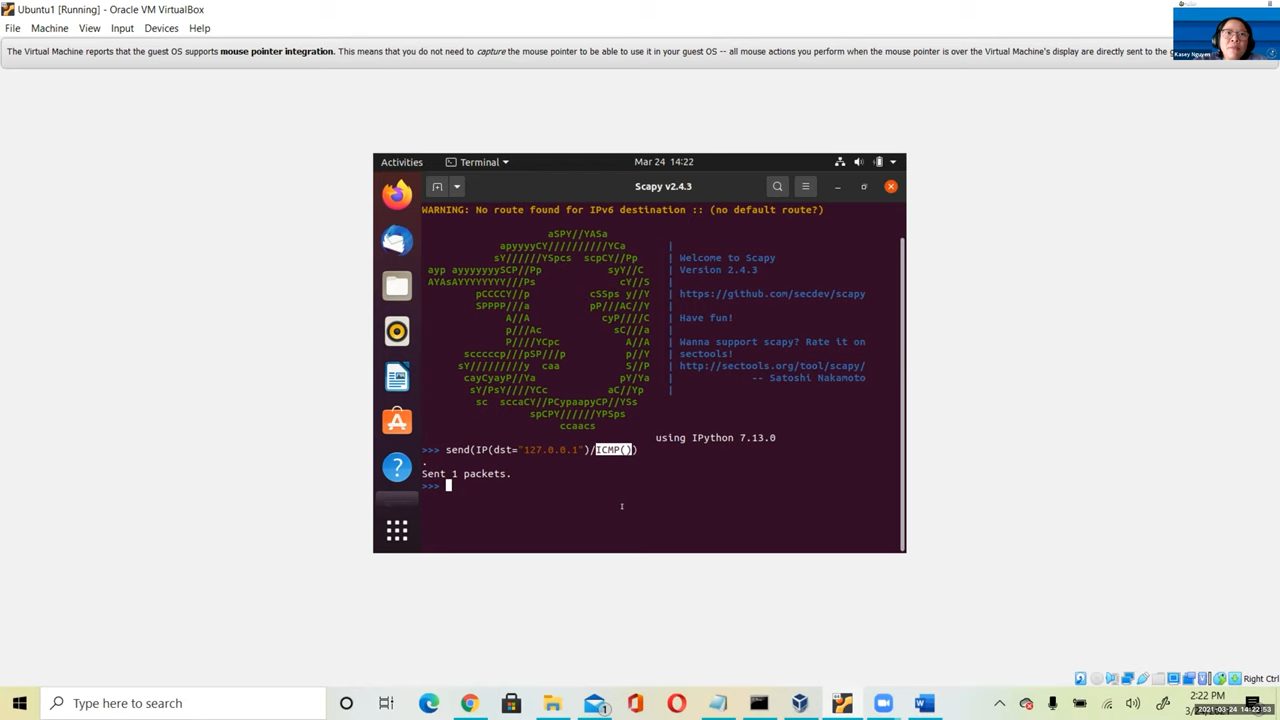 Ubuntu1 [Running] - Oracle VM VirtualBox
File Machine View Input Devices Help
The Virtual Machine reports that the guest OS supports mouse pointer integration. This means that you do not need to capture the mouse pointer to be able to use it in your guest OS -- all mouse actions you perform when the mouse pointer is over the Virtual Machine's display are directly sent to the
Kasey Nguyen
Activities Terminal Mar 24 14:22
Scapy v2.4.3
WARNING: No route found for IPv6 destination :: (no default route?)
aSPY//YASa
apyyyyCY//////////YCa |
sY//////YSpcs scpCY//Pp | Welcome to Scapy
ayp ayyyyyyySCP//Pp syY//C | Version 2.4.3
AYAsAYYYYYYYY///Ps cY//S |
pCCCCY//p cSSps y//Y | https://github.com/secdev/scapy
SPPPP///a pP///AC//Y |
A//A cyP////C | Have fun!
p///Ac sC///a |
P////YCpc A//A | Wanna support scapy? Rate it on
scccccp///pSP///p p//Y | sectools!
sY/////////y caa S//P | http://sectools.org/tool/scapy/
cayCyayP//Ya pY/Ya | -- Satoshi Nakamoto
sY/PsY////YCc aC//Yp |
sc sccaCY//PCypaapyCP//YSs
spCPY//////YPSps
ccaacs
using IPython 7.13.0
>>> send(IP(dst="127.0.0.1")/ICMP())
.
Sent 1 packets.
>>>
Right Ctrl
Type here to search
1
2:22 PM
2021-03-24 14:22:53